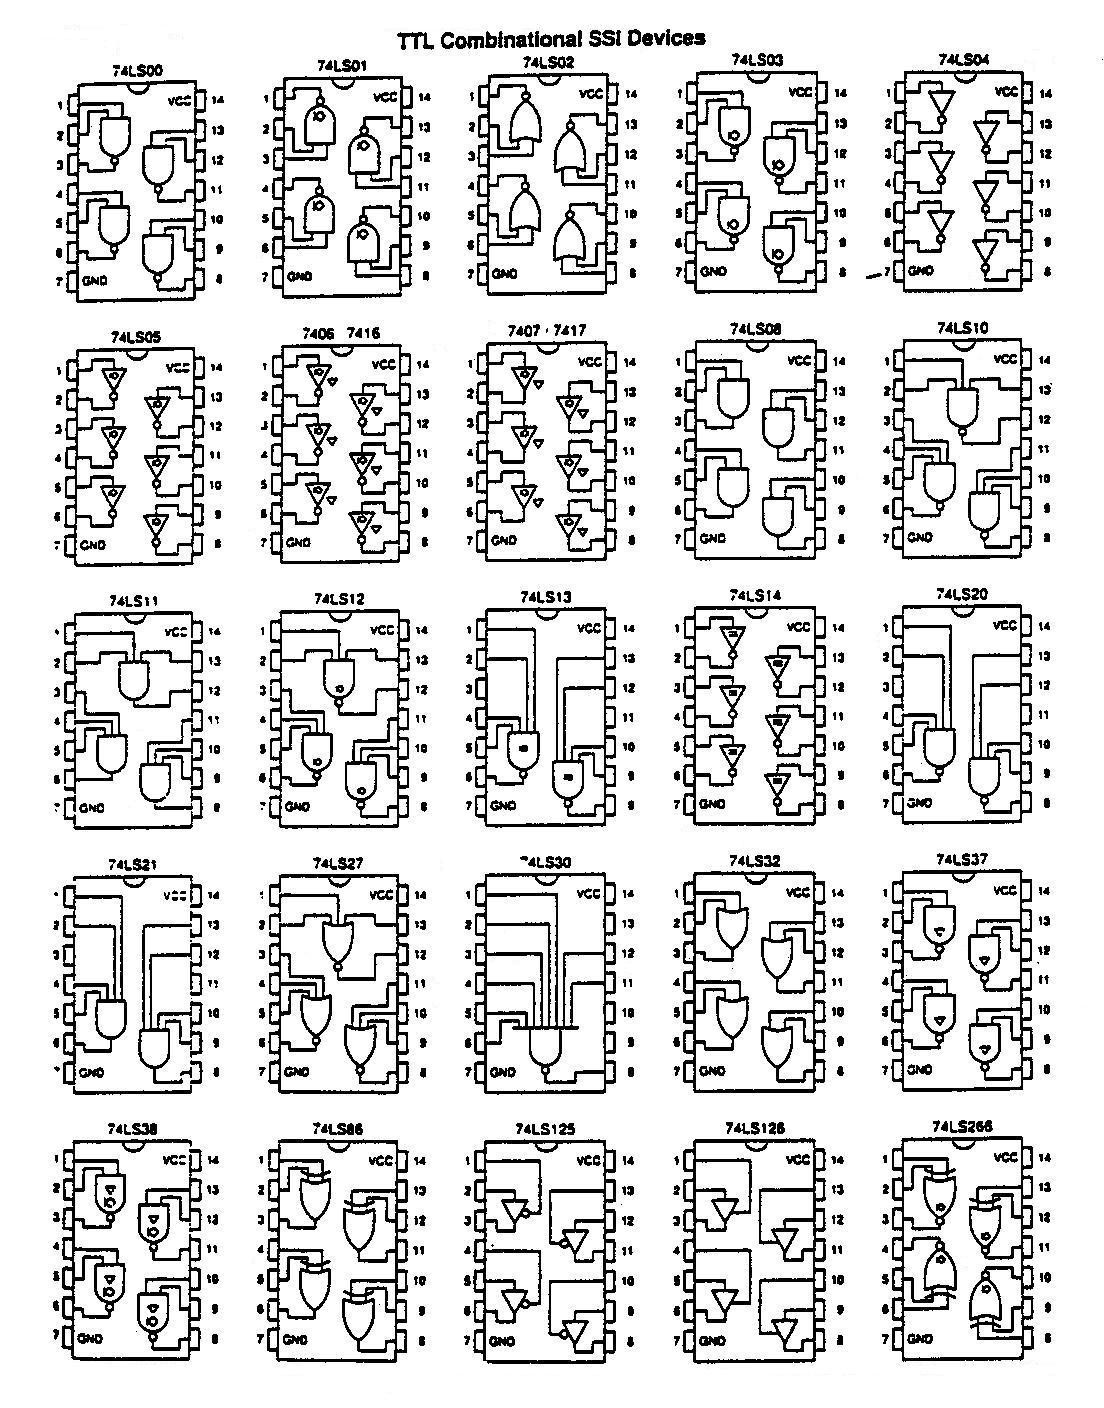 TTL Combinational SSI Devices
74LS00 74LS01 74LS02 74LS03 74LS04
1 VCC 14 1 VCC 14 1 VCC 14 1 VCC 14 1 VCC 14
2 13 2 13 2 13 2 13 2 13
3 12 3 12 3 12 3 12 3 12
4 11 4 11 4 11 4 11 4 11
5 10 5 10 5 10 5 10 5 10
6 9 6 9 6 9 6 9 6 9
7 GND 8 7 GND 8 7 GND 8 7 GND 8 7 GND 8
74LS05 7406 7416 7407 · 7417 74LS08 74LS10
1 VCC 14 1 VCC 14 1 VCC 14 1 VCC 14 1 VCC 14
2 13 2 13 2 13 2 13 2 13
3 12 3 12 3 12 3 12 3 12
4 11 4 11 4 11 4 11 4 11
5 10 5 10 5 10 5 10 5 10
6 9 6 9 6 9 6 9 6 9
GND 8 7 GND 8 7 GND 8 7 GND 8 7 GND 8
74LS11 74LS12 74LS13 74LS14 74LS20
VCC 14 1 VCC 14 1 VCC 14 1 VCC 14 1 VCC 14
2 13 2 13 2 13 2 13 2 13
3 12 3 12 3 12 3 12 3 12
4 11 4 11 4 11 4 11 4 11
5 10 5 10 5 10 5 10 5 10
6 9 6 9 6 9 6 9 6 9
GND 8 GND 8 7 GND 8 7 GND 8 7 GND 8
74LS21 74LS27 4LS30 74LS32 74LS37
VCC 14 VCC 14 1 VCC 14 1 VCC 14 1 VCC 14
2 13 2 13 2 13 2 13 2 13
3 12 3 12 3 12 3 12 3 12
4 4 11 4 11 4 11 4 11
5 10 5 10 5 10 5 10 5 10
6 9 6 9 6 9 6 9 6 9
GND 8 7 GND 8 7 GND 8 7 GND 8 7 GND 8
74LS38 74LS86 74LS125 74LS126 74LS266
1 VCC 14 1 VCC 14 1 VCC 14 1 VCC 14 1 VCC 14
2 13 2 13 2 13 2 13 2 13
3 12 3 12 3 12 3 12 3 12
4 11 4 11 4 11 4 11 4 11
5 10 5 10 5 10 5 10 5 10
6 9 6 9 6 9 6 9 6 9
7 GND 8 7 GND 8 7 GND 8 7 GND 8 7 GND 8